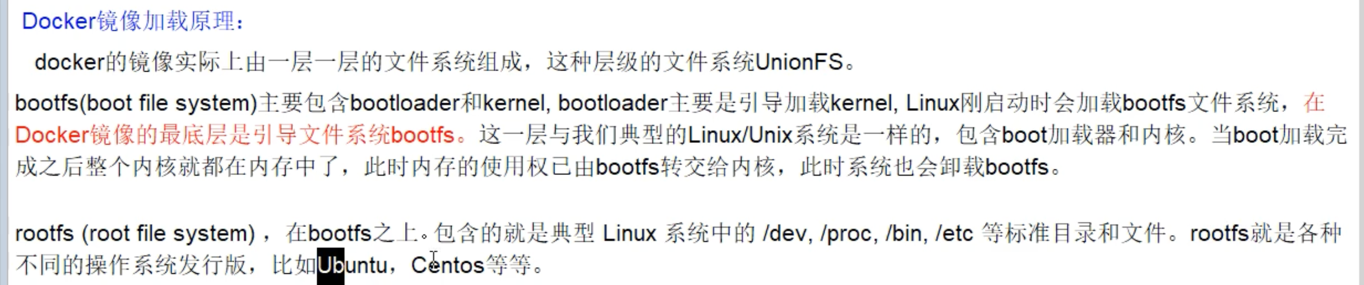 Docker镜像加载原理：
docker的镜像实际上由一层一层的文件系统组成，这种层级的文件系统UnionFS。
bootfs(boot file system)主要包含bootloader和kernel, bootloader主要是引导加载kernel, Linux刚启动时会加载bootfs文件系统，在
Docker镜像的最底层是引导文件系统bootfs。这一层与我们典型的Linux/Unix系统是一样的，包含boot加载器和内核。当boot加载完
成之后整个内核就都在内存中了，此时内存的使用权已由bootfs转交给内核，此时系统也会卸载bootfs。
rootfs (root file system) ，在bootfs之上。包含的就是典型 Linux 系统中的 /dev, /proc, /bin, /etc 等标准目录和文件。rootfs就是各种
不同的操作系统发行版，比如Ubuntu，Centos等等。